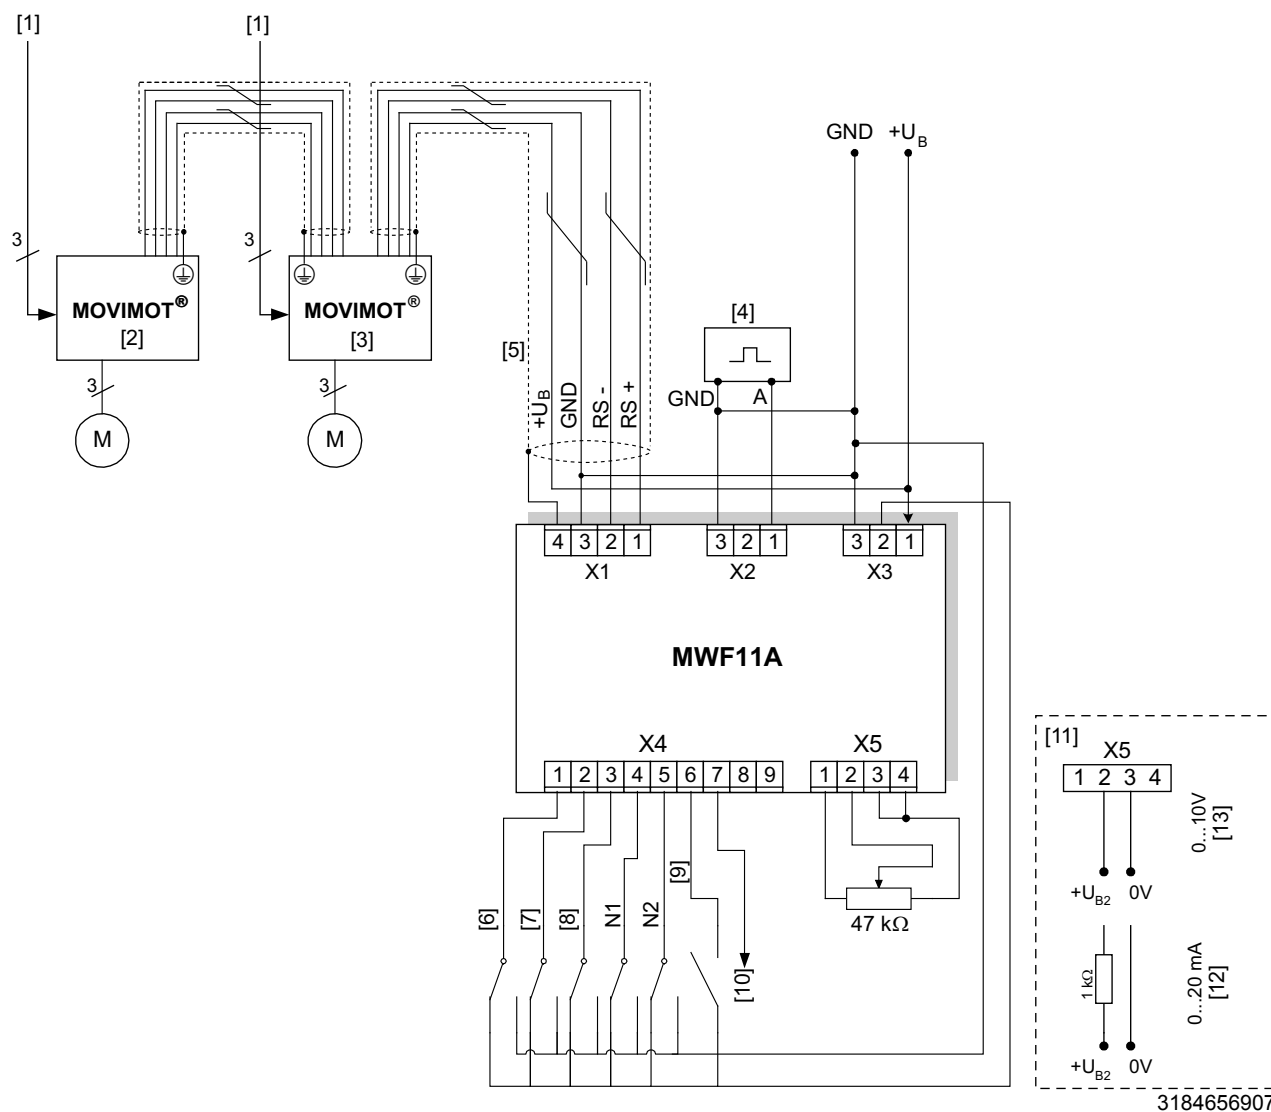 [1] [1]
GND +UB
3 3
MOVIMOT® MOVIMOT®
[2] [3]
[4]
[5]
3 3
+UB GND RS - RS +
GND A
M M
4 3 2 1 3 2 1 3 2 1
X1 X2 X3
MWF11A
X4 X5
1 2 3 4 5 6 7 8 9 1 2 3 4
[6] [7] [8] N1 N2 [9] [10]
47 kΩ
[11]
X5
1 2 3 4
0...10V
[13]
+UB2 0V
1 kΩ
0...20 mA
[12]
+UB2 0V
3184656907